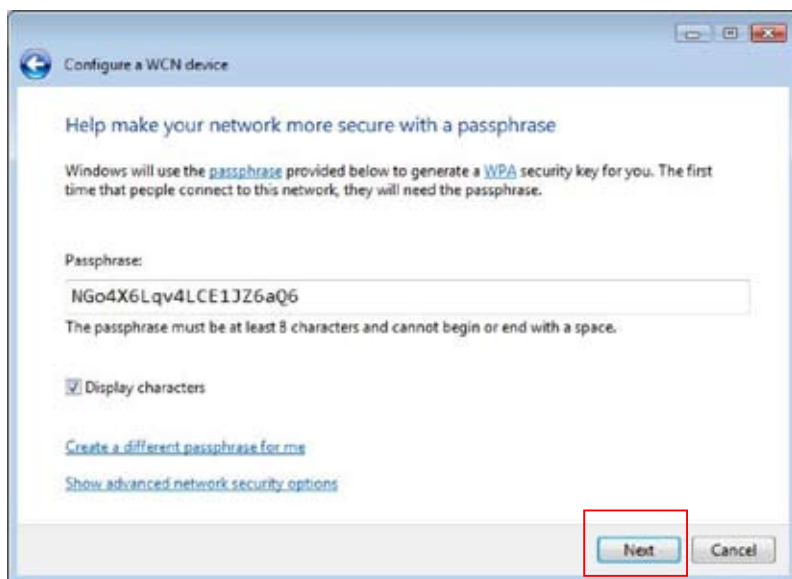 Configure a WCN device
Help make your network more secure with a passphrase
Windows will use the passphrase provided below to generate a WPA security key for you. The first
time that people connect to this network, they will need the passphrase.
Passphrase:
NGo4X6Lqv4LCE1JZ6aQ6
The passphrase must be at least 8 characters and cannot begin or end with a space.
Display characters
Create a different passphrase for me
Show advanced network security options
Next Cancel